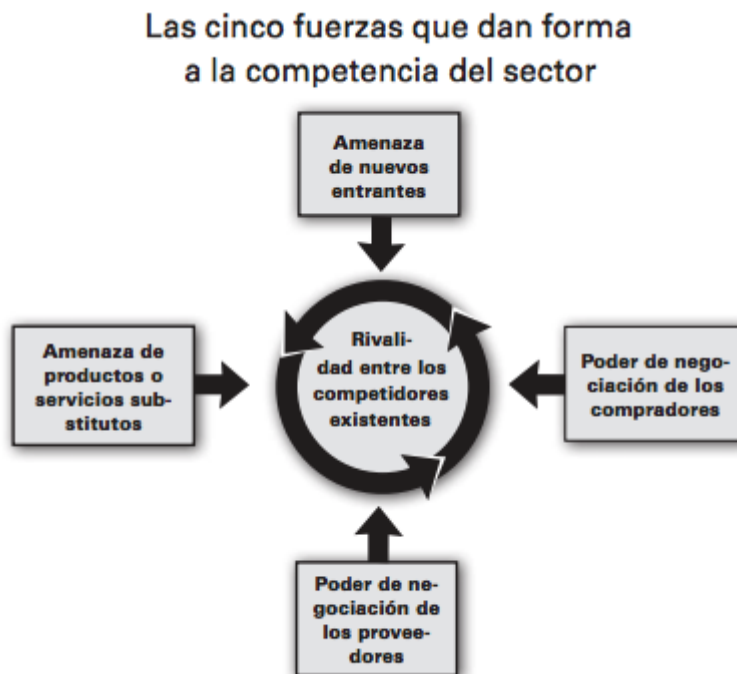 Las cinco fuerzas que dan forma
a la competencia del sector
Amenaza
de nuevos
entrantes
Amenaza de
productos o
servicios sub-
stitutos
Rivali-
dad entre los
competidores
existentes
Poder de nego-
ciación de los
compradores
Poder de ne-
gociación de
los provee-
dores